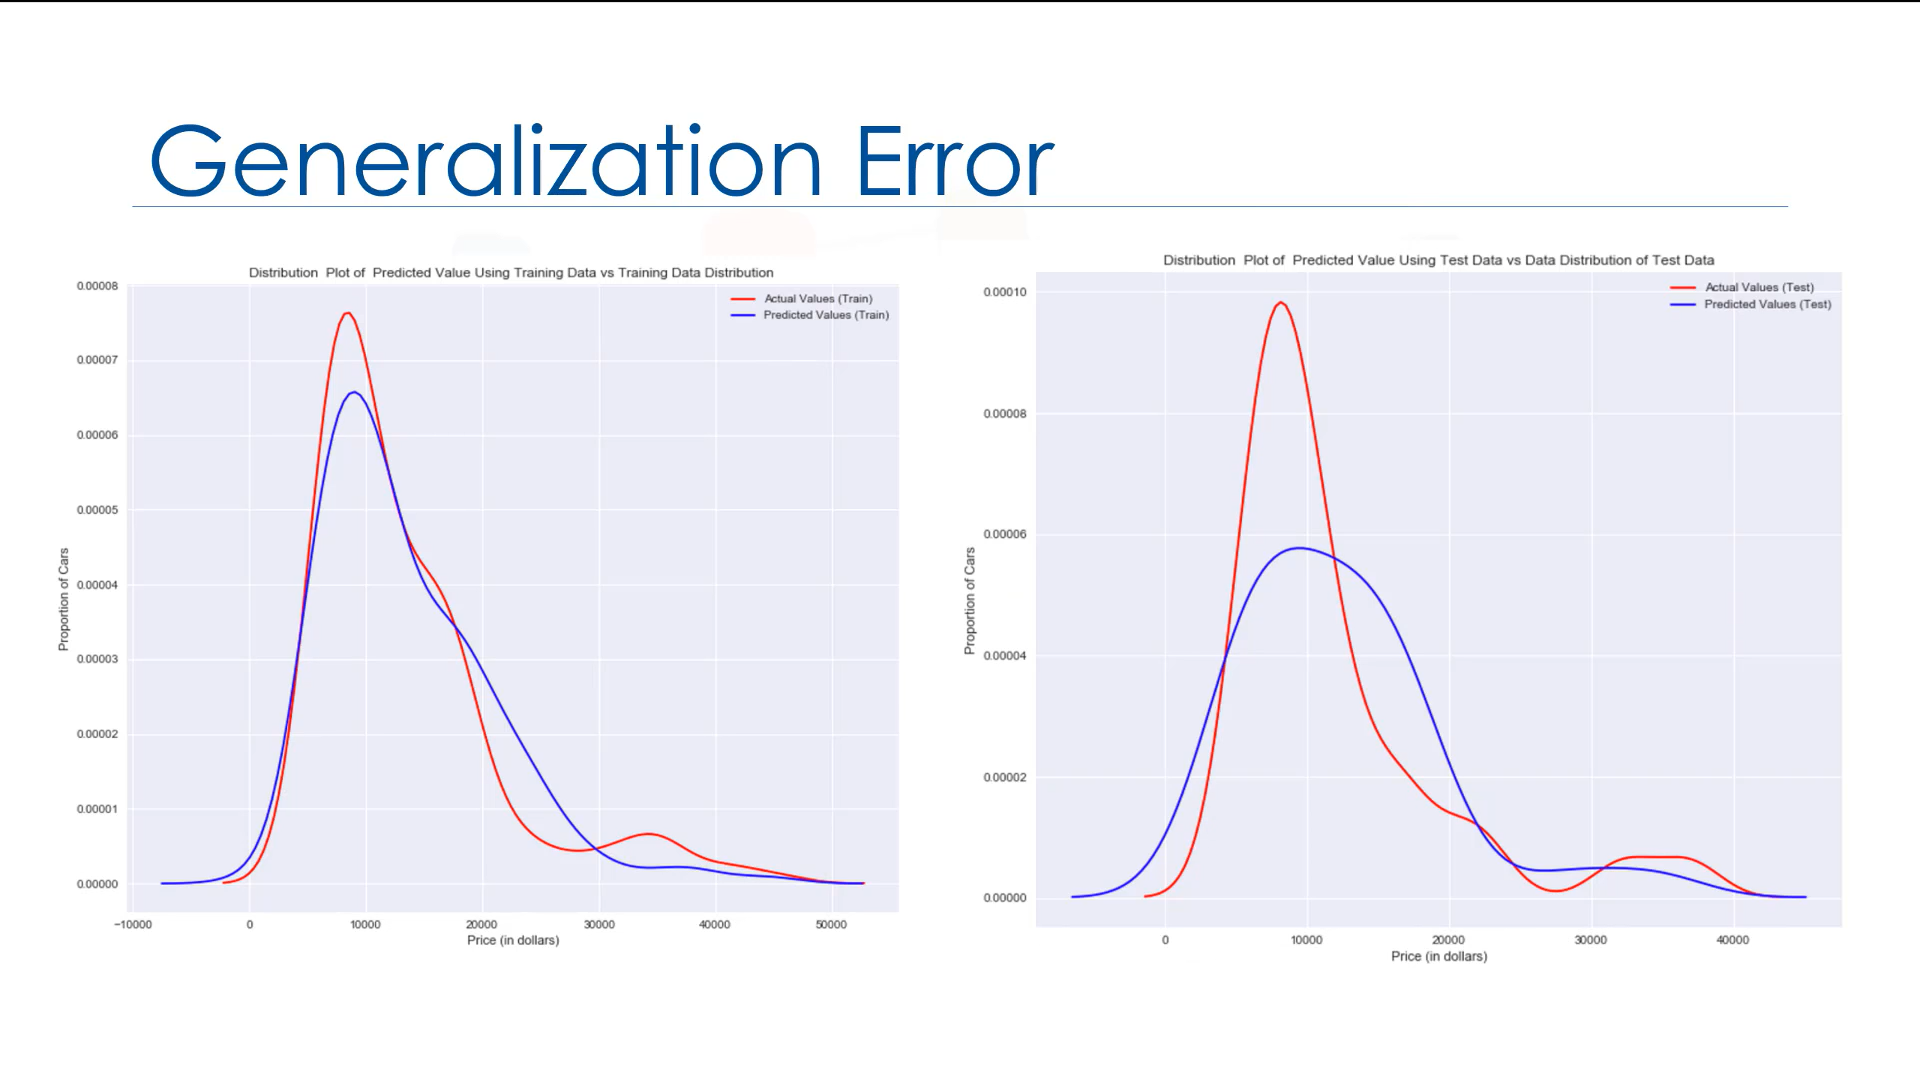 Generalization Error
Distribution Plot of Predicted Value Using Training Data vs Training Data Distribution
Actual Values (Train)
Predicted Values (Train)
0.00008
0.00007
0.00006
0.00005
0.00004
0.00003
0.00002
0.00001
0.00000
Proportion of Cars
−10000 0 10000 20000 30000 40000 50000
Price (in dollars)
Distribution Plot of Predicted Value Using Test Data vs Data Distribution of Test Data
Actual Values (Test)
Predicted Values (Test)
0.00010
0.00008
0.00006
0.00004
0.00002
0.00000
Proportion of Cars
0 10000 20000 30000 40000
Price (in dollars)